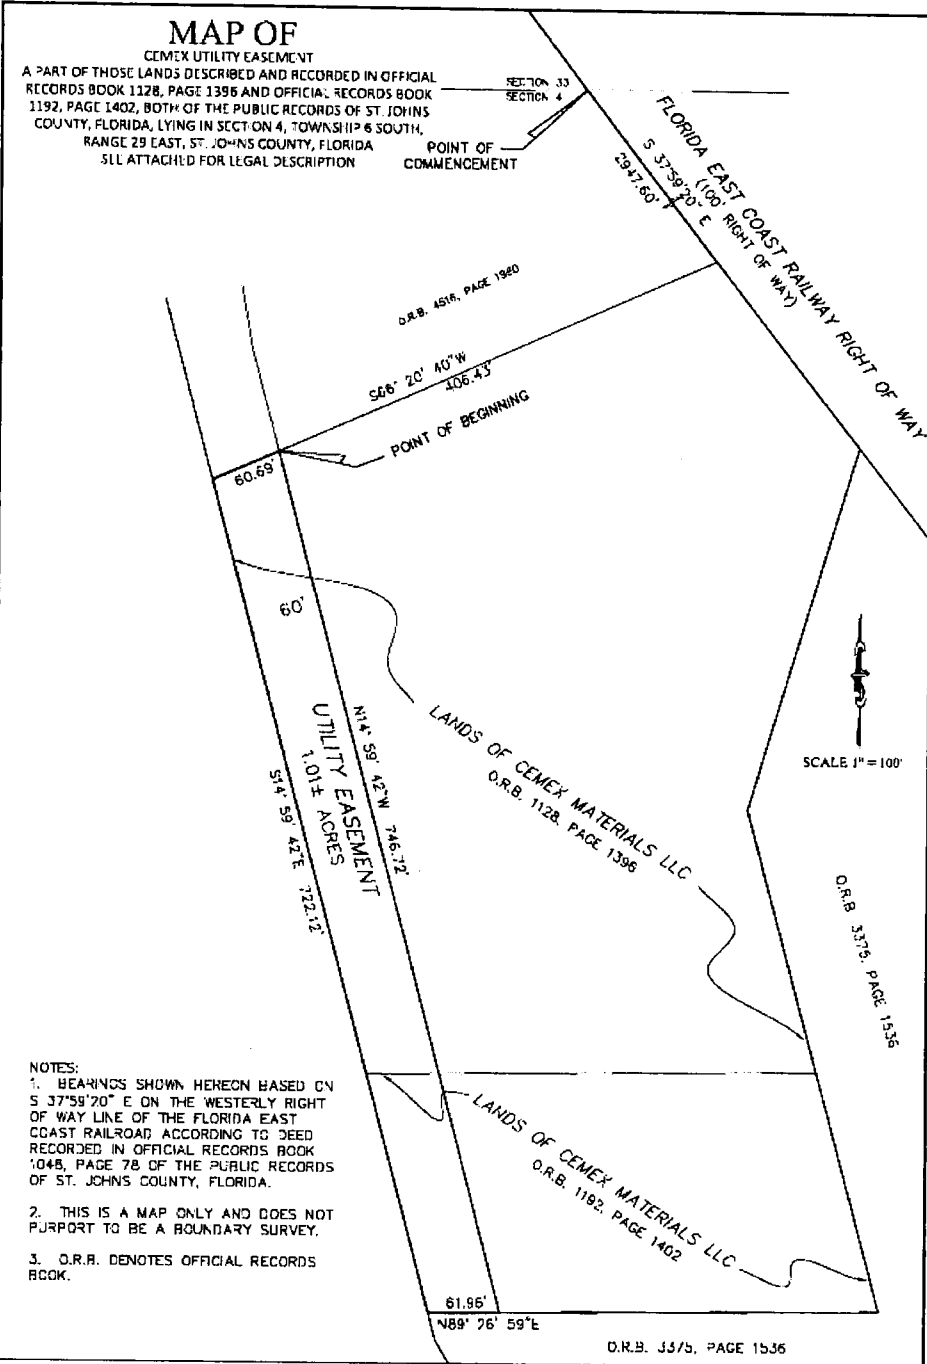 MAP OF
CEMEX UTILITY EASEMENT
A PART OF THOSE LANDS DESCRIBED AND RECORDED IN OFFICIAL
RECORDS BOOK 1128, PAGE 1396 AND OFFICIAL RECORDS BOOK
1192, PAGE 1402, BOTH OF THE PUBLIC RECORDS OF ST. JOHNS
COUNTY, FLORIDA, LYING IN SECTION 4, TOWNSHIP 6 SOUTH,
RANGE 29 EAST, ST. JOHNS COUNTY, FLORIDA
SEE ATTACHED FOR LEGAL DESCRIPTION
SECTION 33
SECTION 4
POINT OF
COMMENCEMENT
FLORIDA EAST COAST RAILWAY RIGHT OF WAY
(100' RIGHT OF WAY)
S 37°59'20" E
2947.60'
O.R.B. 4516, PAGE 1960
S66° 20' 40"W
406.43'
POINT OF BEGINNING
60.69'
60'
UTILITY EASEMENT
1.01± ACRES
N14° 59' 42"W 746.72'
S14° 59' 42"E 722.12'
LANDS OF CEMEX MATERIALS LLC
O.R.B. 1128, PAGE 1396
SCALE 1" = 100'
O.R.B. 3375, PAGE 1536
NOTES:
1. BEARINGS SHOWN HEREON BASED ON
S 37°59'20" E ON THE WESTERLY RIGHT
OF WAY LINE OF THE FLORIDA EAST
COAST RAILROAD ACCORDING TO DEED
RECORDED IN OFFICIAL RECORDS BOOK
1048, PAGE 78 OF THE PUBLIC RECORDS
OF ST. JOHNS COUNTY, FLORIDA.
2. THIS IS A MAP ONLY AND DOES NOT
PURPORT TO BE A BOUNDARY SURVEY.
3. O.R.B. DENOTES OFFICIAL RECORDS
BOOK.
LANDS OF CEMEX MATERIALS LLC
O.R.B. 1192, PAGE 1402
61.96'
N89° 26' 59"E
O.R.B. 3375, PAGE 1536